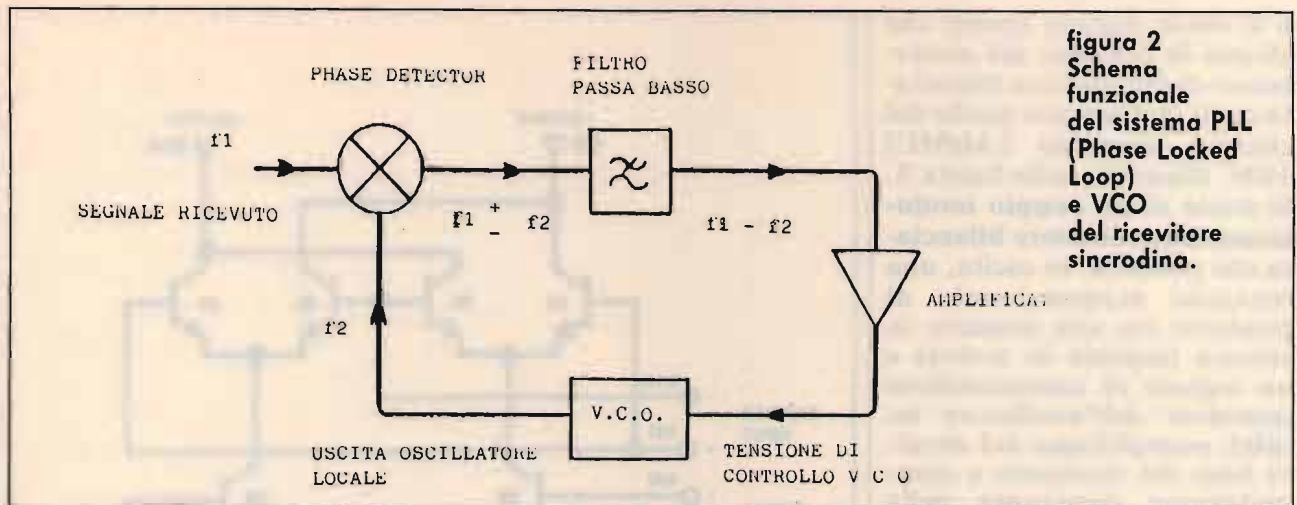 PHASE DETECTOR
FILTRO
PASSA BASSO
f1
SEGNALE RICEVUTO
f1 + - f2
f1 - f2
AMPLIFICAT
f2
V.C.O.
USCITA OSCILLATORE
LOCALE
TENSIONE DI
CONTROLLO V C O
figura 2
Schema
funzionale
del sistema PLL
(Phase Locked
Loop)
e VCO
del ricevitore
sincrodina.